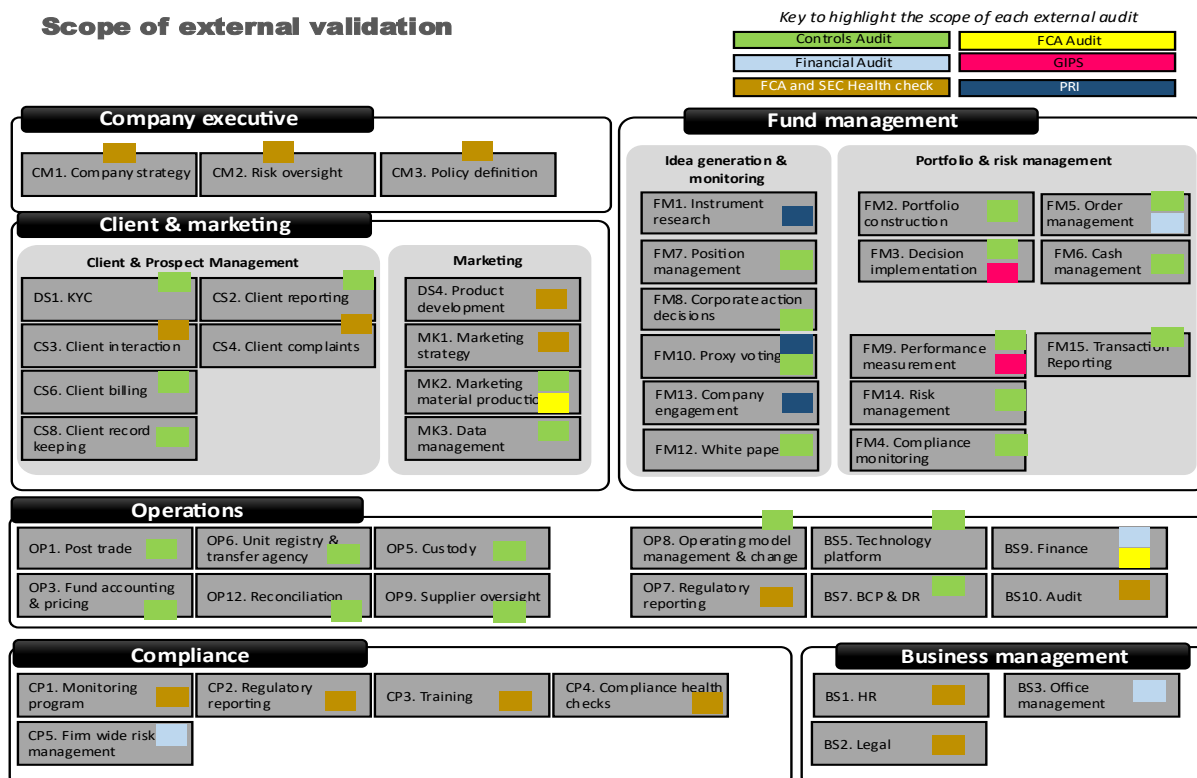 Scope of external validation
Key to highlight the scope of each external audit
Controls Audit
FCA Audit
Financial Audit
GIPS
FCA and SEC Health check
PRI
Company executive
CM1. Company strategy
CM2. Risk oversight
CM3. Policy definition
Client & marketing
Client & Prospect Management
DS1. KYC
CS2. Client reporting
CS3. Client interaction
CS4. Client complaints
CS6. Client billing
CS8. Client record
keeping
Marketing
DS4. Product
development
MK1. Marketing
strategy
MK2. Marketing
material productio
MK3. Data
management
Fund management
Idea generation &
monitoring
FM1. Instrument
research
FM7. Position
management
FM8. Corporate action
decisions
FM10. Proxy voting
FM13. Company
engagement
FM12. White pape
Portfolio & risk management
FM2. Portfolio
construction
FM5. Order
management
FM3. Decision
implementation
FM6. Cash
management
FM9. Performance
measurement
FM15. Transaction
Reporting
FM14. Risk
management
FM4. Compliance
monitoring
Operations
OP1. Post trade
OP6. Unit registry &
transfer agency
OP5. Custody
OP8. Operating model
management & change
BS5. Technology
platform
BS9. Finance
OP3. Fund accounting
& pricing
OP12. Reconciliation
OP9. Supplier oversight
OP7. Regulatory
reporting
BS7. BCP & DR
BS10. Audit
Compliance
CP1. Monitoring
program
CP2. Regulatory
reporting
CP3. Training
CP4. Compliance health
checks
CP5. Firm wide risk
management
Business management
BS1. HR
BS3. Office
management
BS2. Legal